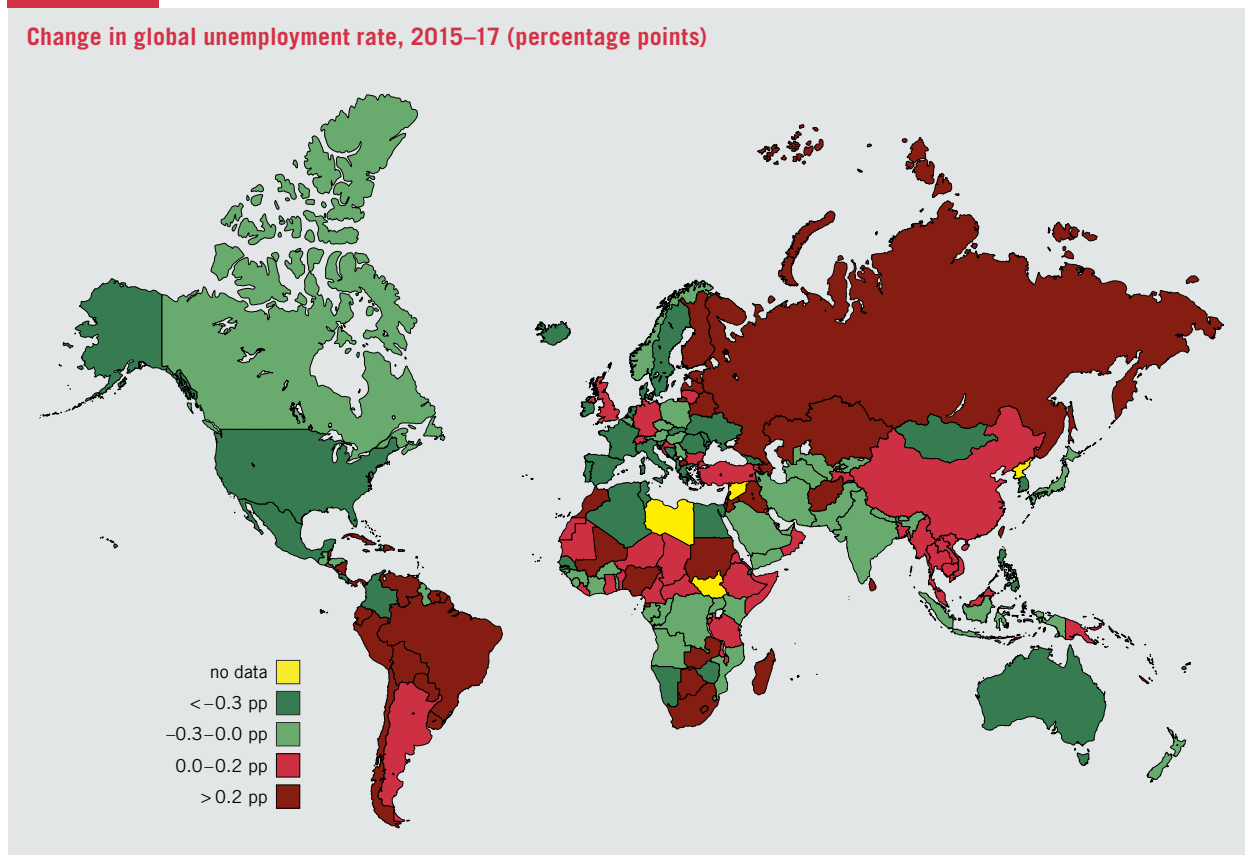 Change in global unemployment rate, 2015–17 (percentage points)
no data
< –0.3 pp
–0.3–0.0 pp
0.0–0.2 pp
> 0.2 pp